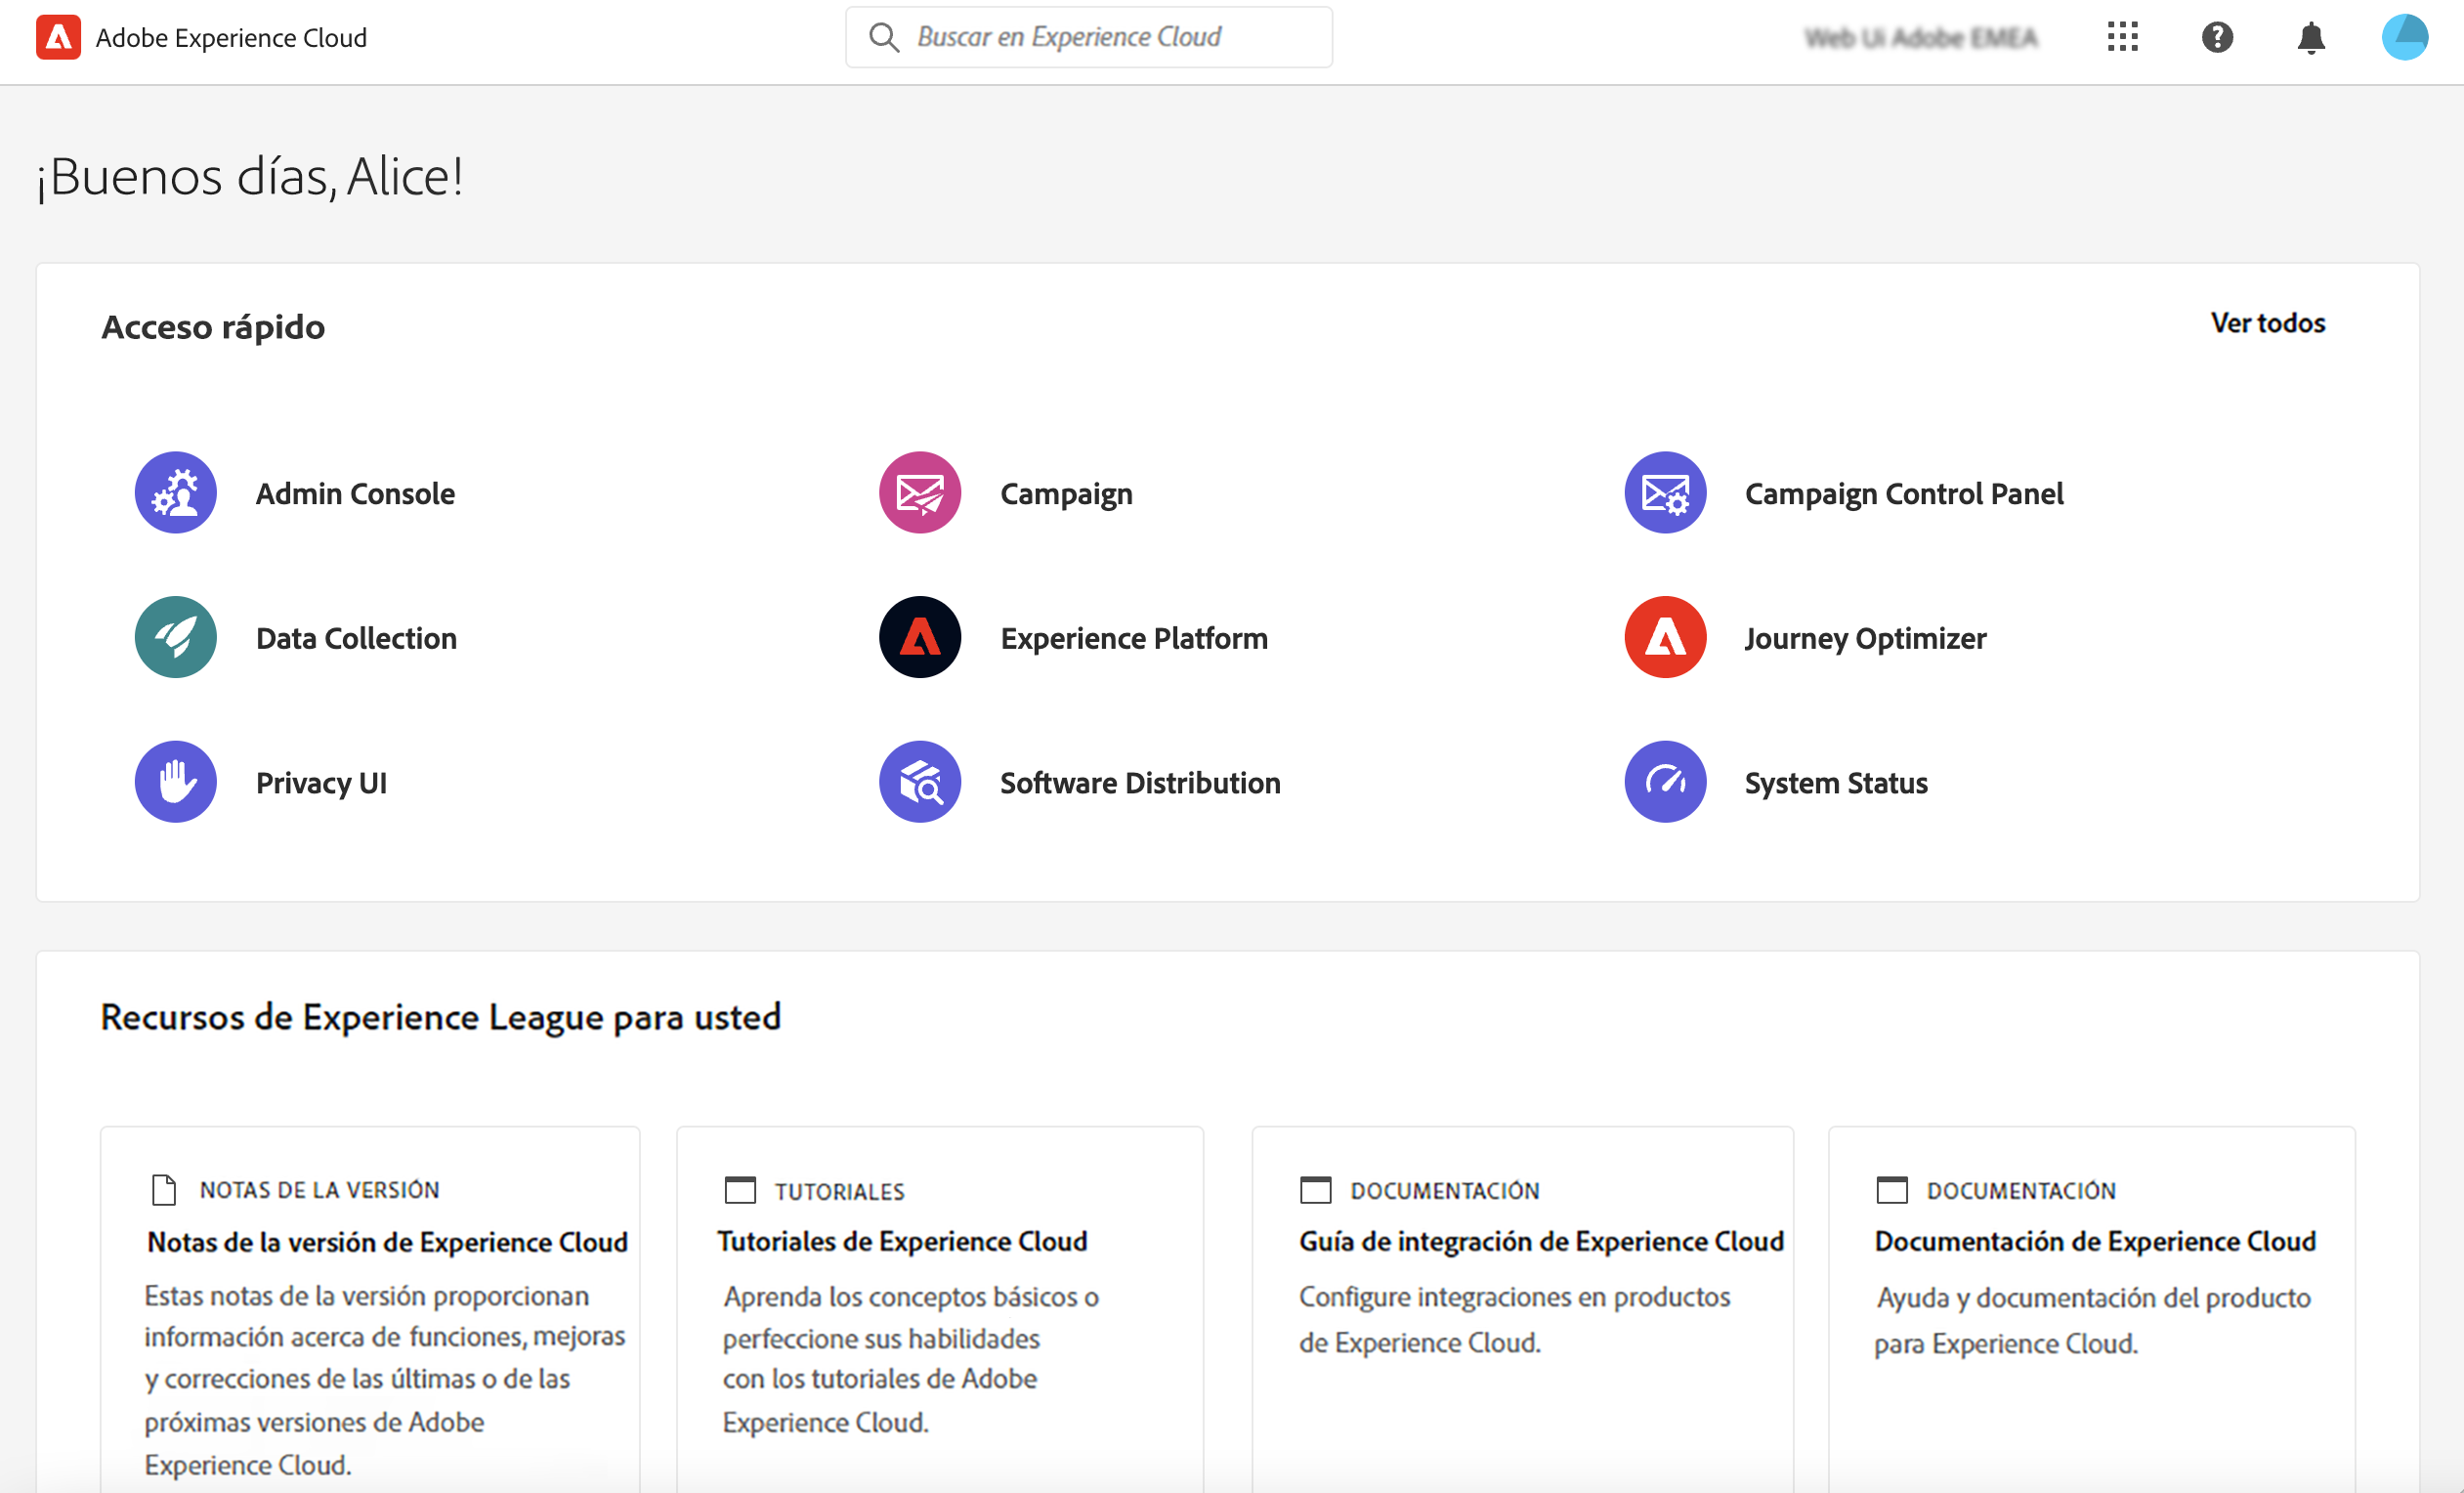 Adobe Experience Cloud
Buscar en Experience Cloud
Web Ui Adobe EMEA
¡Buenos días, Alice!
Acceso rápido
Ver todos
Admin Console
Campaign
Campaign Control Panel
Data Collection
Experience Platform
Journey Optimizer
Privacy UI
Software Distribution
System Status
Recursos de Experience League para usted
NOTAS DE LA VERSIÓN
Notas de la versión de Experience Cloud
Estas notas de la versión proporcionan
información acerca de funciones, mejoras
y correcciones de las últimas o de las
próximas versiones de Adobe
Experience Cloud.
TUTORIALES
Tutoriales de Experience Cloud
Aprenda los conceptos básicos o
perfeccione sus habilidades
con los tutoriales de Adobe
Experience Cloud.
DOCUMENTACIÓN
Guía de integración de Experience Cloud
Configure integraciones en productos
de Experience Cloud.
DOCUMENTACIÓN
Documentación de Experience Cloud
Ayuda y documentación del producto
para Experience Cloud.